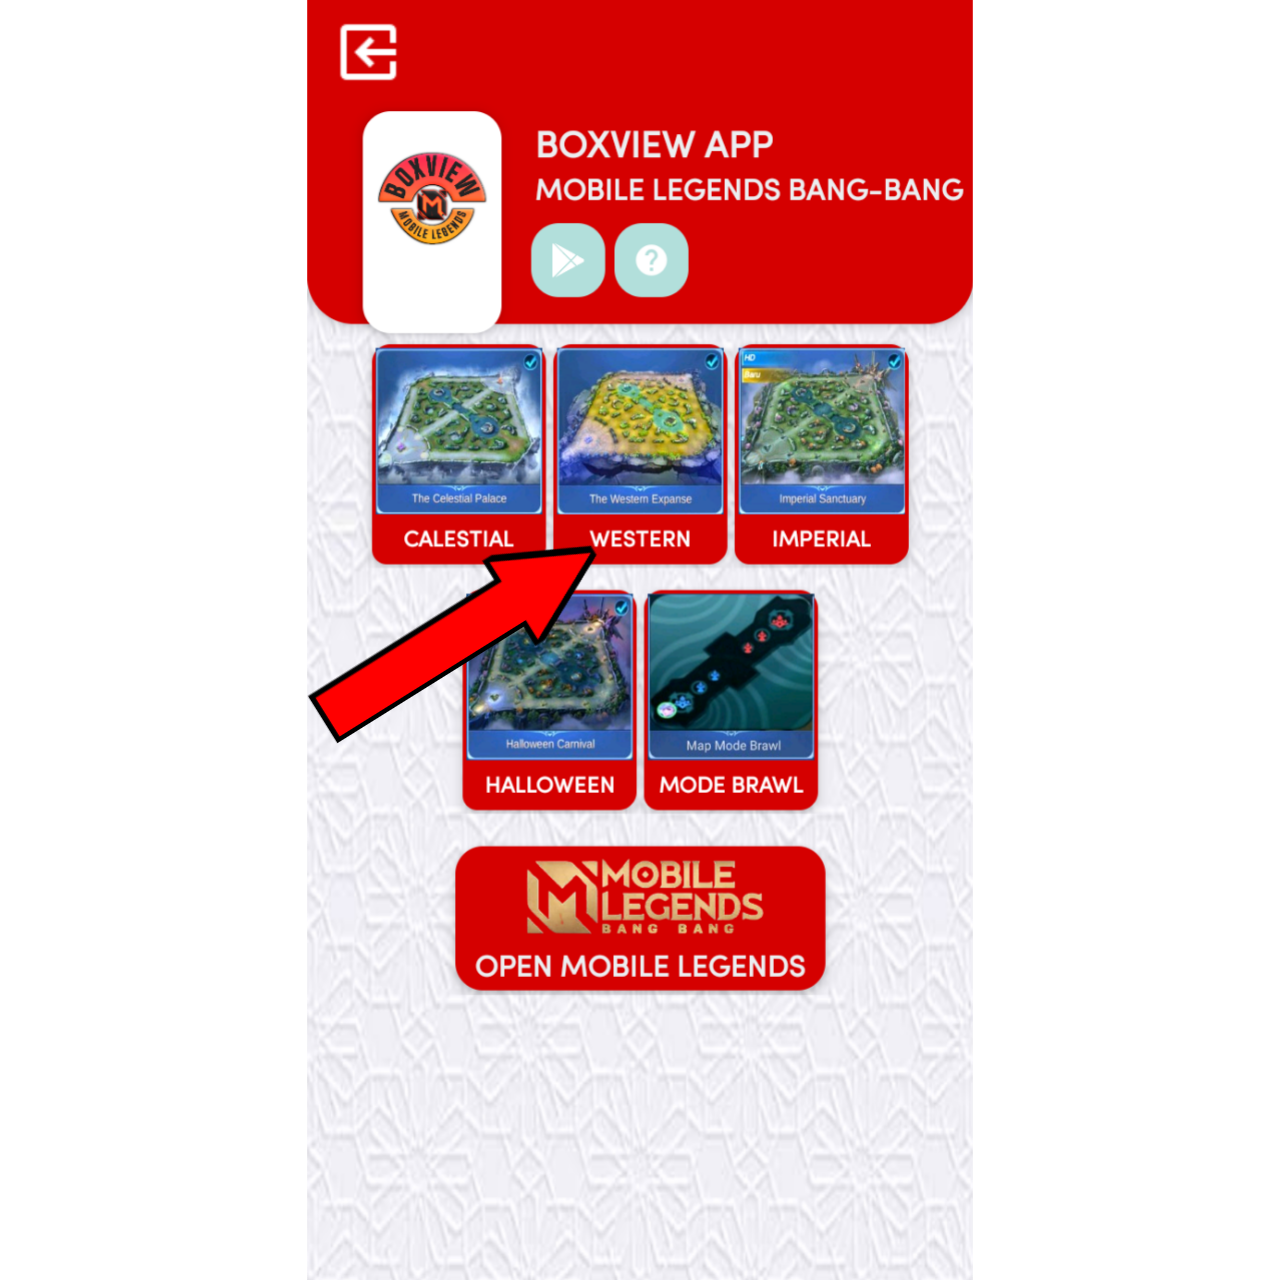 BOXVIEW
MOBILE LEGENDS
BOXVIEW APP
MOBILE LEGENDS BANG-BANG
?
The Celestial Palace
CALESTIAL
The Western Expanse
WESTERN
HD
Baru
Imperial Sanctuary
IMPERIAL
Halloween Carnival
HALLOWEEN
Map Mode Brawl
MODE BRAWL
MOBILE
LEGENDS
BANG BANG
OPEN MOBILE LEGENDS